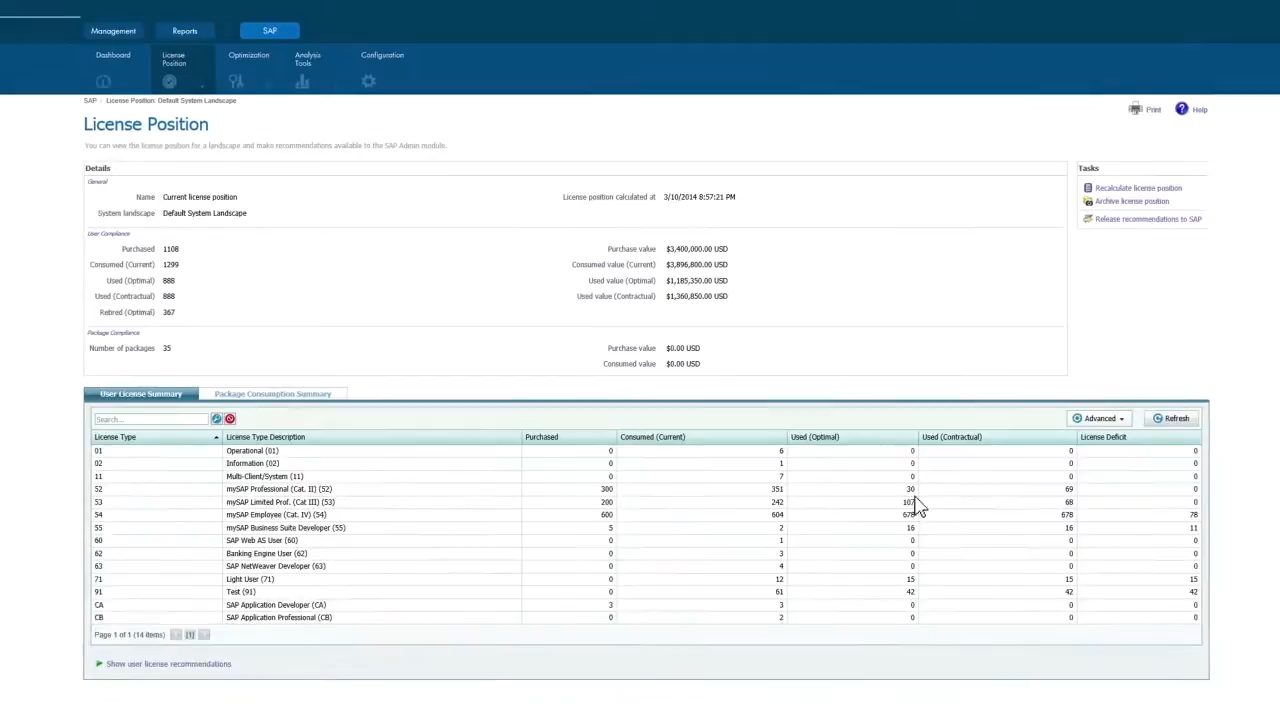 Management Reports SAP
Dashboard License Position Optimization Analysis Tools Configuration
SAP License Position: Default System Landscape
Print Help
License Position
You can view the license position for a landscape and make recommendations available to the SAP Admin module.
Details
General
Name Current license position License position calculated at 3/10/2014 8:57:21 PM
System landscape Default System Landscape
User Compliance
Purchased 1108 Purchase value $3,400,000.00 USD
Consumed (Current) 1299 Consumed value (Current) $3,896,800.00 USD
Used (Optimal) 888 Used value (Optimal) $1,185,350.00 USD
Used (Contractual) 888 Used value (Contractual) $1,360,850.00 USD
Retired (Optimal) 367
Package Compliance
Number of packages 35 Purchase value $0.00 USD
Consumed value $0.00 USD
Tasks
Recalculate license position
Archive license position
Release recommendations to SAP
User License Summary Package Consumption Summary
Search... Advanced Refresh
License Type License Type Description Purchased Consumed (Current) Used (Optimal) Used (Contractual) License Deficit
01 Operational (01) 0 6 0 0 0
02 Information (02) 0 1 0 0 0
11 Multi-Client/System (11) 0 7 0 0 0
52 mySAP Professional (Cat. II) (52) 300 351 30 69 0
53 mySAP Limited Prof. (Cat III) (53) 200 242 107 68 0
54 mySAP Employee (Cat. IV) (54) 600 604 678 678 78
55 mySAP Business Suite Developer (55) 5 2 16 16 11
60 SAP Web AS User (60) 0 1 0 0 0
62 Banking Engine User (62) 0 3 0 0 0
63 SAP NetWeaver Developer (63) 0 4 0 0 0
71 Light User (71) 0 12 15 15 15
91 Test (91) 0 61 42 42 42
CA SAP Application Developer (CA) 3 3 0 0 0
CB SAP Application Professional (CB) 0 2 0 0 0
Page 1 of 1 (14 items) [1]
Show user license recommendations